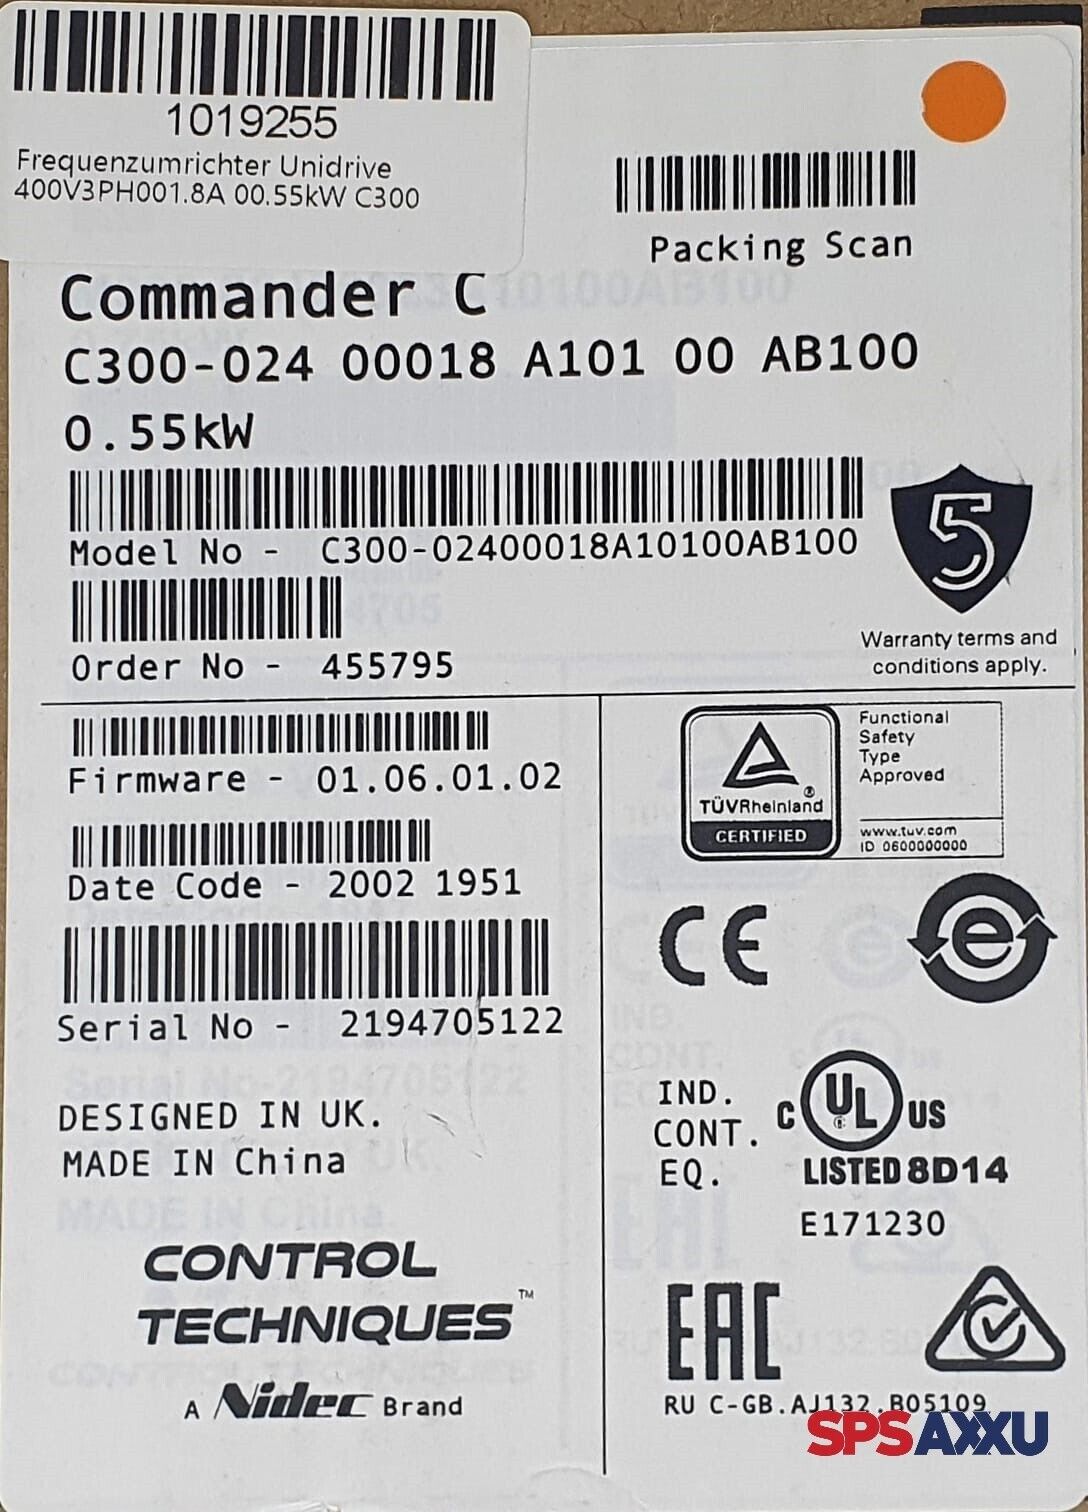 1019255
Frequenzumrichter Unidrive
400V3PH001.8A 00.55kW C300
Packing Scan
Commander C
C300-024 00018 A101 00 AB100
0.55kW
Model No - C300-02400018A10100AB100
5
Order No - 455795
Warranty terms and
conditions apply.
Firmware - 01.06.01.02
Date Code - 2002 1951
Serial No - 2194705122
DESIGNED IN UK.
MADE IN China
CONTROL
TECHNIQUES™
A Nidec Brand
TÜVRheinland®
CERTIFIED
Functional
Safety
Type
Approved
www.tuv.com
ID 0600000000
CE
e
IND.
CONT.
EQ.
C UL US
LISTED 8D14
E171230
EAC
RU C-GB.AJ132.B05109
SPSAXXU